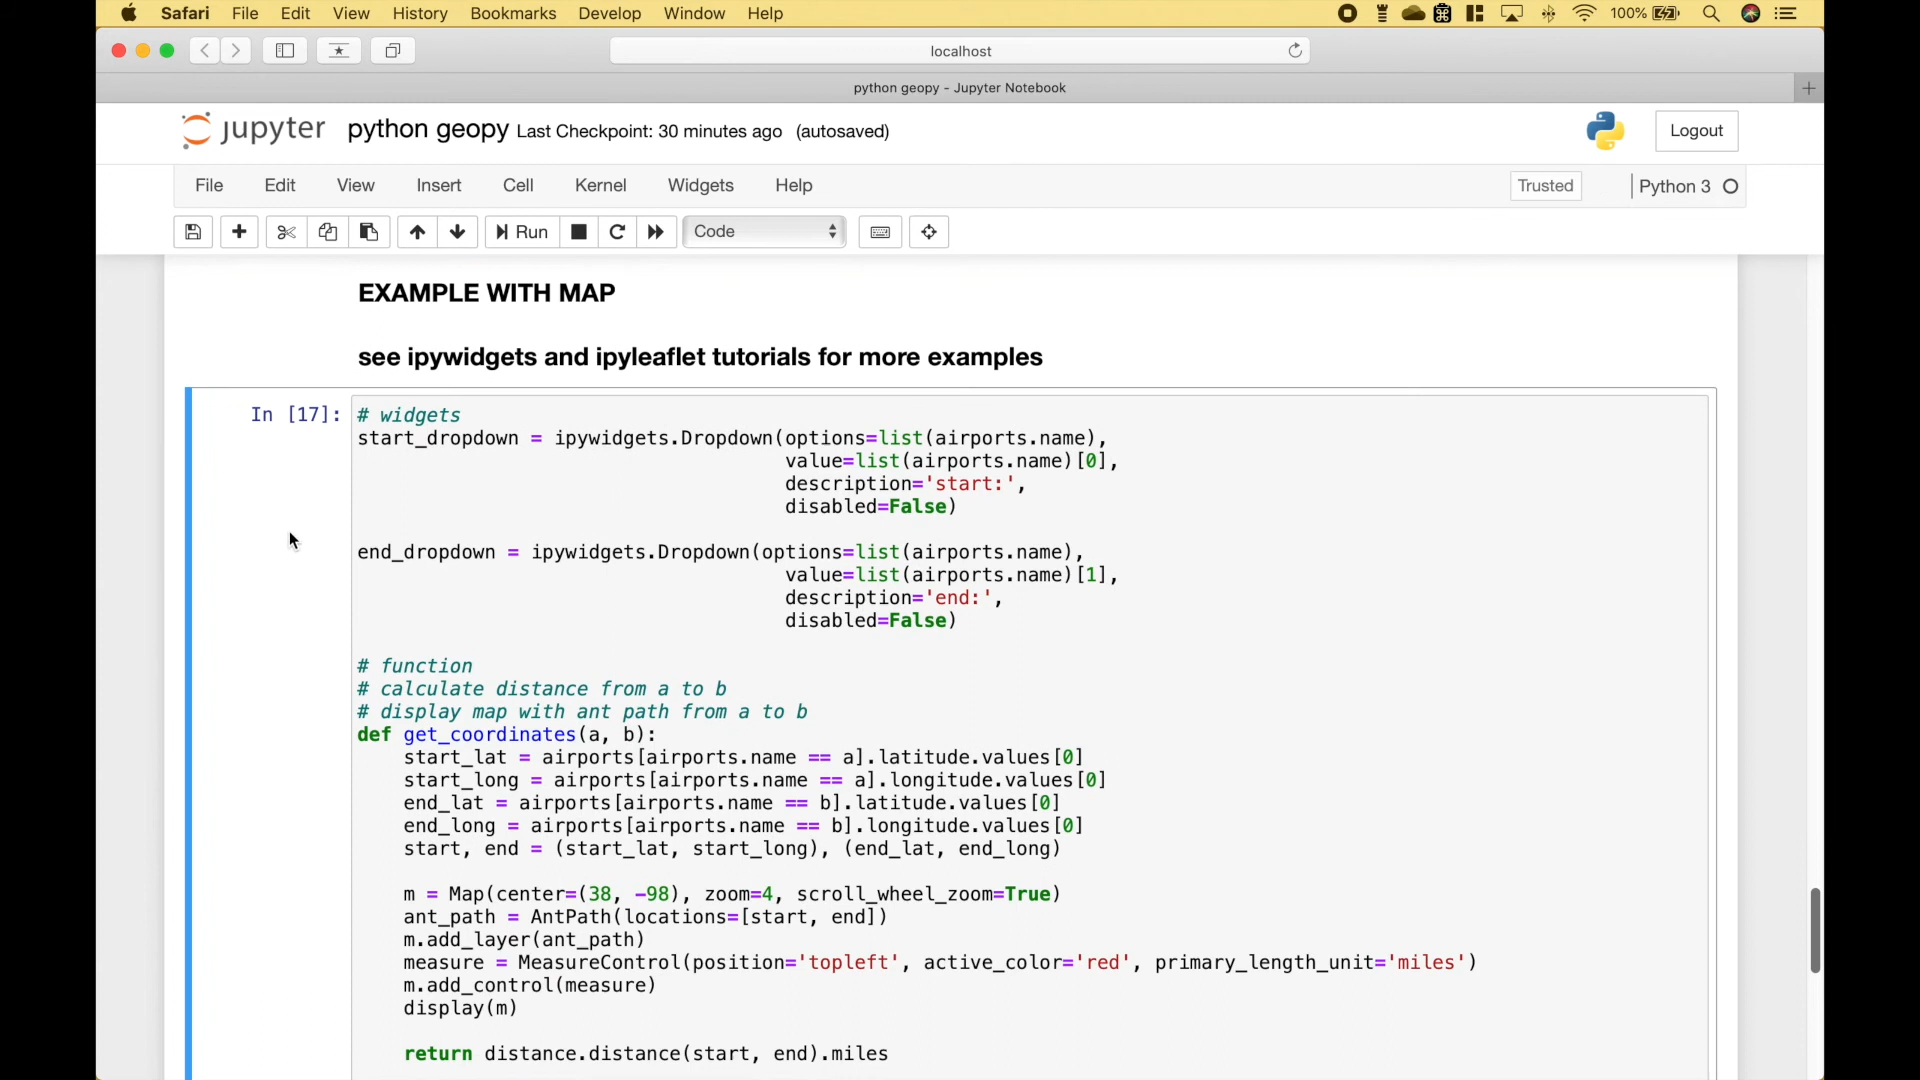 Safari File Edit View History Bookmarks Develop Window Help 100%
localhost
python geopy - Jupyter Notebook
jupyter python geopy Last Checkpoint: 30 minutes ago (autosaved) Logout
File Edit View Insert Cell Kernel Widgets Help Trusted Python 3
Run Code
EXAMPLE WITH MAP
see ipywidgets and ipyleaflet tutorials for more examples
In [17]: # widgets
start_dropdown = ipywidgets.Dropdown(options=list(airports.name),
value=list(airports.name)[0],
description='start:',
disabled=False)
end_dropdown = ipywidgets.Dropdown(options=list(airports.name),
value=list(airports.name)[1],
description='end:',
disabled=False)
# function
# calculate distance from a to b
# display map with ant path from a to b
def get_coordinates(a, b):
start_lat = airports[airports.name == a].latitude.values[0]
start_long = airports[airports.name == a].longitude.values[0]
end_lat = airports[airports.name == b].latitude.values[0]
end_long = airports[airports.name == b].longitude.values[0]
start, end = (start_lat, start_long), (end_lat, end_long)
m = Map(center=(38, -98), zoom=4, scroll_wheel_zoom=True)
ant_path = AntPath(locations=[start, end])
m.add_layer(ant_path)
measure = MeasureControl(position='topleft', active_color='red', primary_length_unit='miles')
m.add_control(measure)
display(m)
return distance.distance(start, end).miles